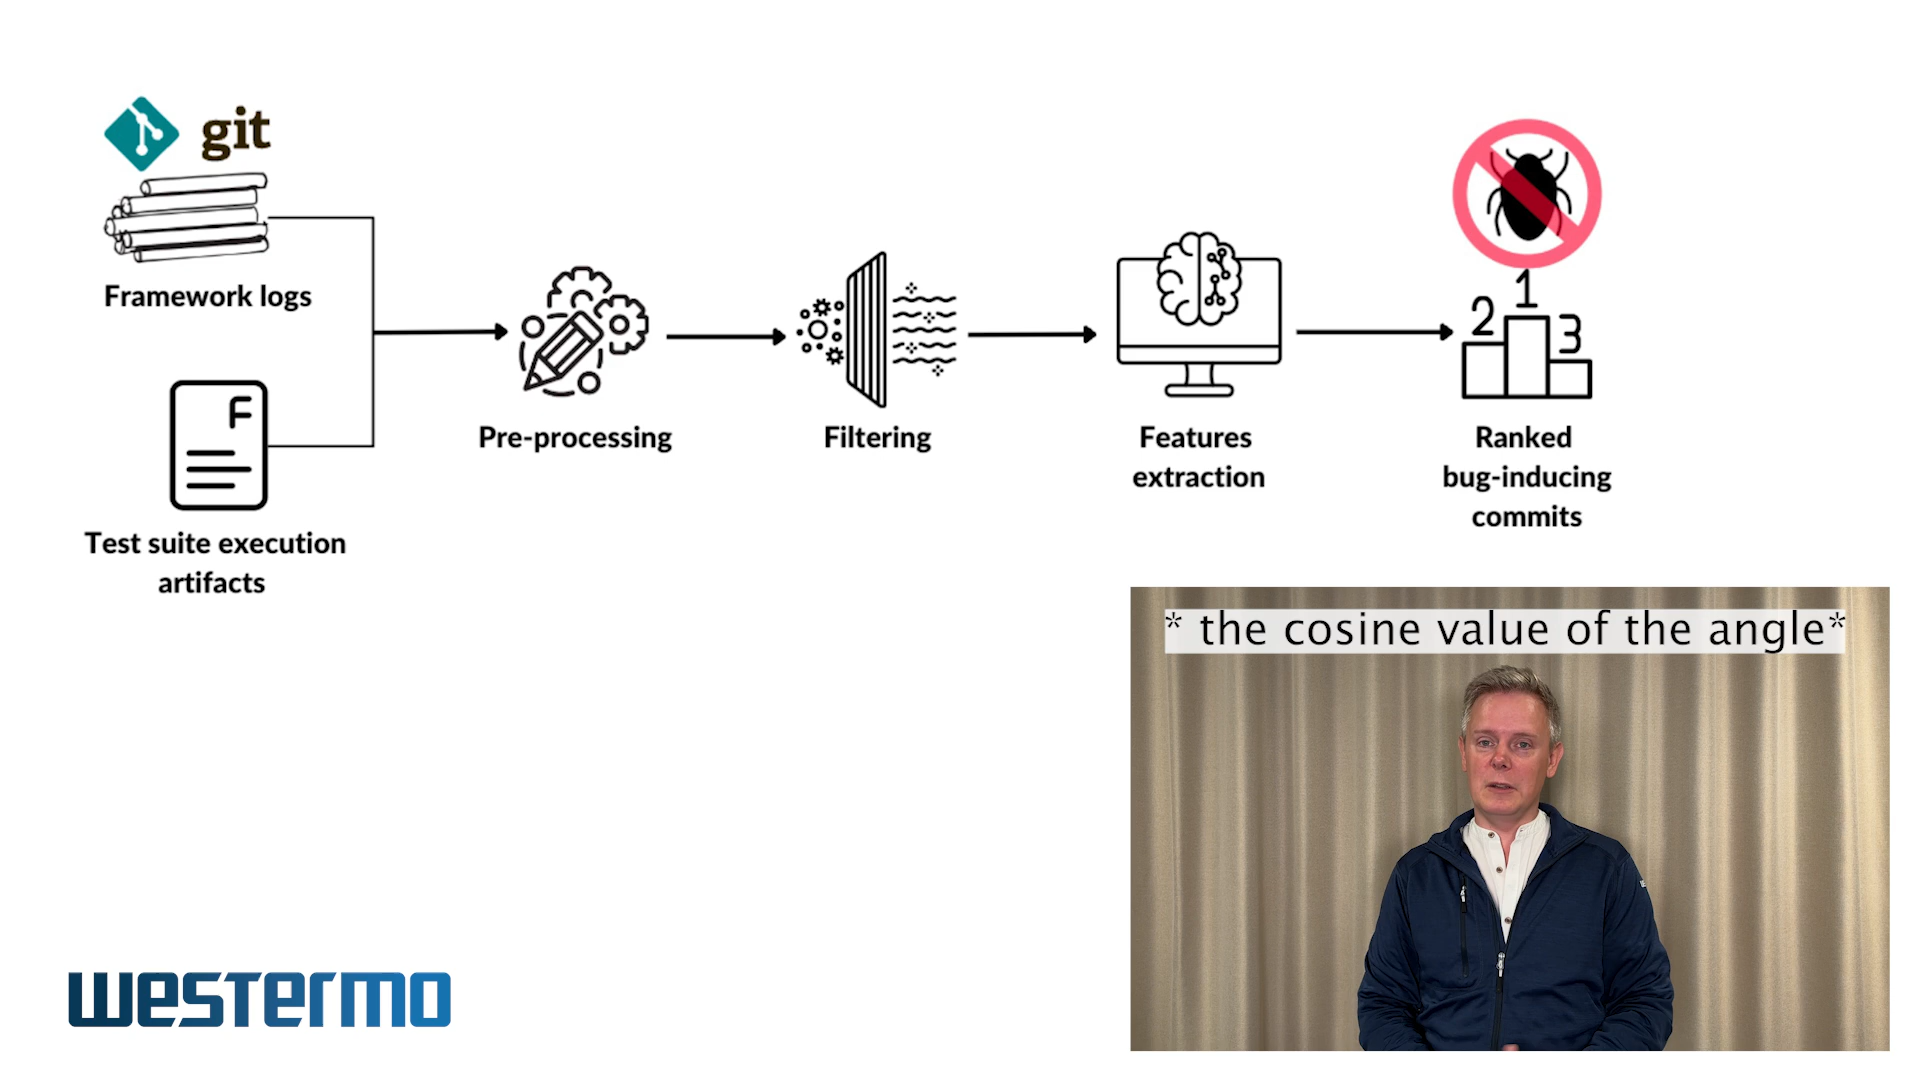 git
Framework logs
F
Test suite execution
artifacts
Pre-processing
Filtering
Features
extraction
1
2
3
Ranked
bug-inducing
commits
* the cosine value of the angle*
westermo